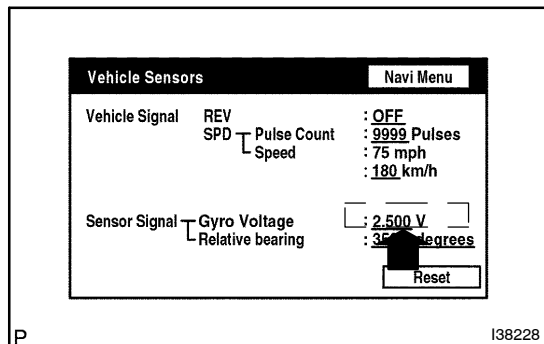 Vehicle Sensors Navi Menu
Vehicle Signal REV : OFF
SPD Pulse Count : 9999 Pulses
Speed : 75 mph
: 180 km/h
Sensor Signal Gyro Voltage : 2.500 V
Relative bearing :
Reset
P I38228